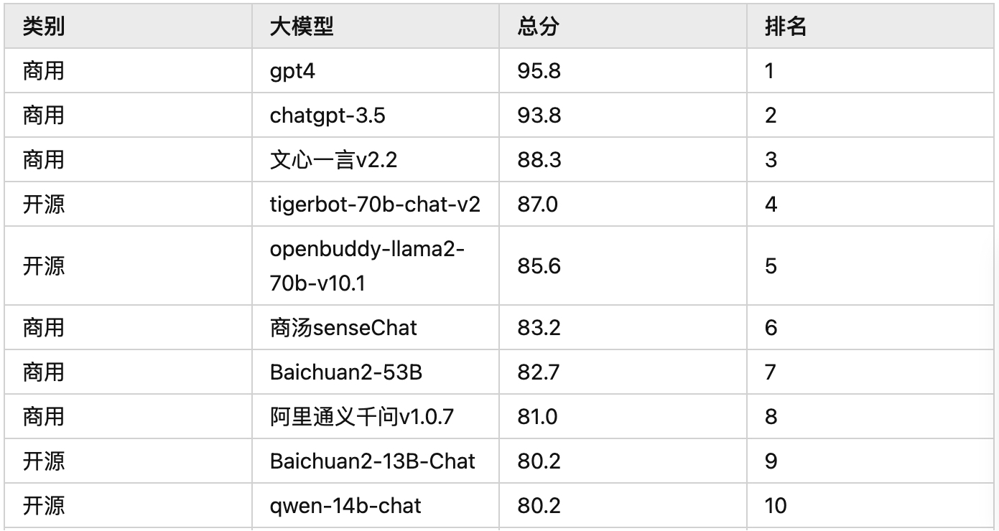 类别 大模型 总分 排名
商用 gpt4 95.8 1
商用 chatgpt-3.5 93.8 2
商用 文心一言v2.2 88.3 3
开源 tigerbot-70b-chat-v2 87.0 4
开源 openbuddy-llama2- 85.6 5
70b-v10.1
商用 商汤senseChat 83.2 6
商用 Baichuan2-53B 82.7 7
商用 阿里通义千问v1.0.7 81.0 8
开源 Baichuan2-13B-Chat 80.2 9
开源 qwen-14b-chat 80.2 10